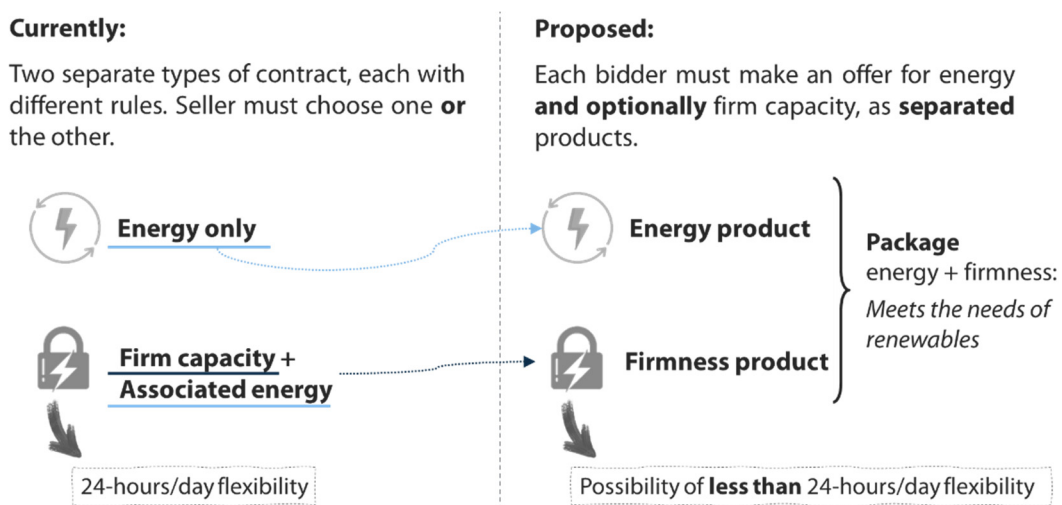 Currently:
Two separate types of contract, each with
different rules. Seller must choose one or
the other.
Energy only
Firm capacity +
Associated energy
24-hours/day flexibility
Proposed:
Each bidder must make an offer for energy
and optionally firm capacity, as separated
products.
Energy product
Firmness product
Package
energy + firmness:
Meets the needs of
renewables
Possibility of less than 24-hours/day flexibility